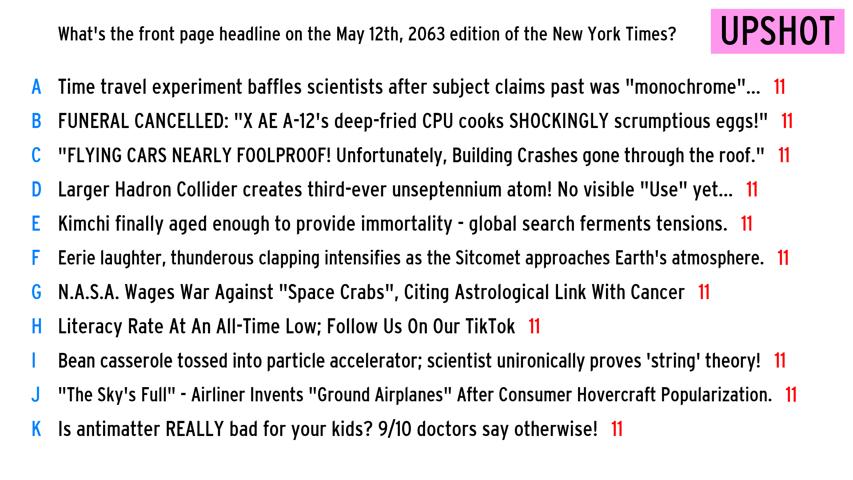 What's the front page headline on the May 12th, 2063 edition of the New York Times?
UPSHOT
A Time travel experiment baffles scientists after subject claims past was "monochrome"... 11
B FUNERAL CANCELLED: "X AE A-12's deep-fried CPU cooks SHOCKINGLY scrumptious eggs!" 11
C "FLYING CARS NEARLY FOOLPROOF! Unfortunately, Building Crashes gone through the roof." 11
D Larger Hadron Collider creates third-ever unseptennium atom! No visible "Use" yet... 11
E Kimchi finally aged enough to provide immortality - global search ferments tensions. 11
F Eerie laughter, thunderous clapping intensifies as the Sitcomet approaches Earth's atmosphere. 11
G N.A.S.A. Wages War Against "Space Crabs", Citing Astrological Link With Cancer 11
H Literacy Rate At An All-Time Low; Follow Us On Our TikTok 11
I Bean casserole tossed into particle accelerator; scientist unironically proves 'string' theory! 11
J "The Sky's Full" - Airliner Invents "Ground Airplanes" After Consumer Hovercraft Popularization. 11
K Is antimatter REALLY bad for your kids? 9/10 doctors say otherwise! 11